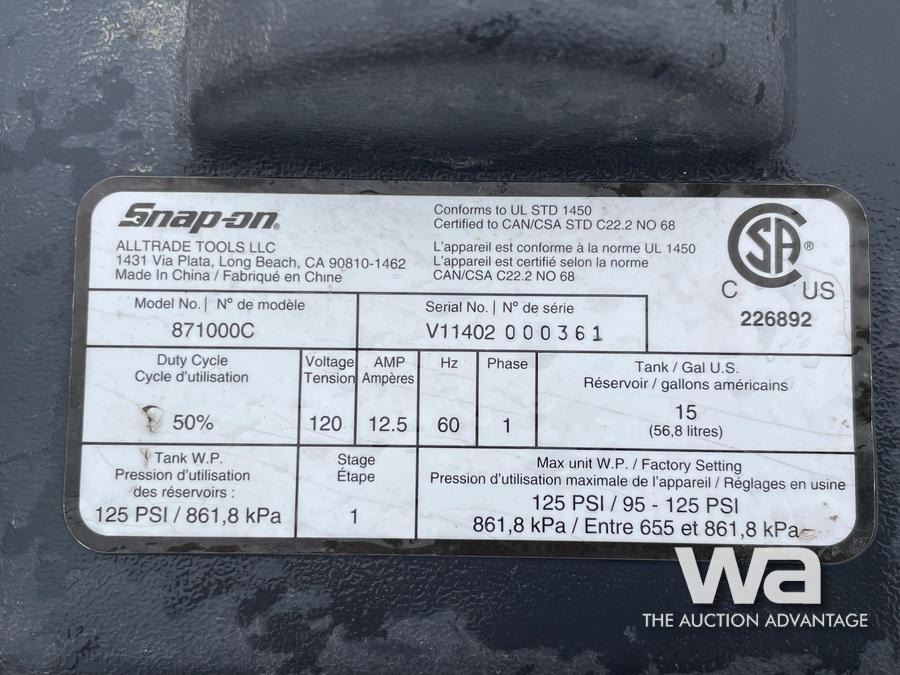 Snap-on®
ALLTRADE TOOLS LLC
1431 Via Plata, Long Beach, CA 90810-1462
Made In China / Fabriqué en Chine
Conforms to UL STD 1450
Certified to CAN/CSA STD C22.2 NO 68
L'appareil est conforme à la norme UL 1450
L'appareil est certifié selon la norme
CAN/CSA C22.2 NO 68
CSA®
C US
226892
Model No. | Nº de modèle
871000C
Serial No. | Nº de série
V11402 000361
Duty Cycle
Cycle d'utilisation
50%
Voltage
Tension
120
AMP
Ampères
12.5
Hz
60
Phase
1
Tank / Gal U.S.
Réservoir / gallons américains
15
(56,8 litres)
Tank W.P.
Pression d'utilisation
des réservoirs :
125 PSI / 861,8 kPa
Stage
Étape
1
Max unit W.P. / Factory Setting
Pression d'utilisation maximale de l'appareil / Réglages en usine
125 PSI / 95 - 125 PSI
861,8 kPa / Entre 655 et 861,8 kPa
wa
THE AUCTION ADVANTAGE